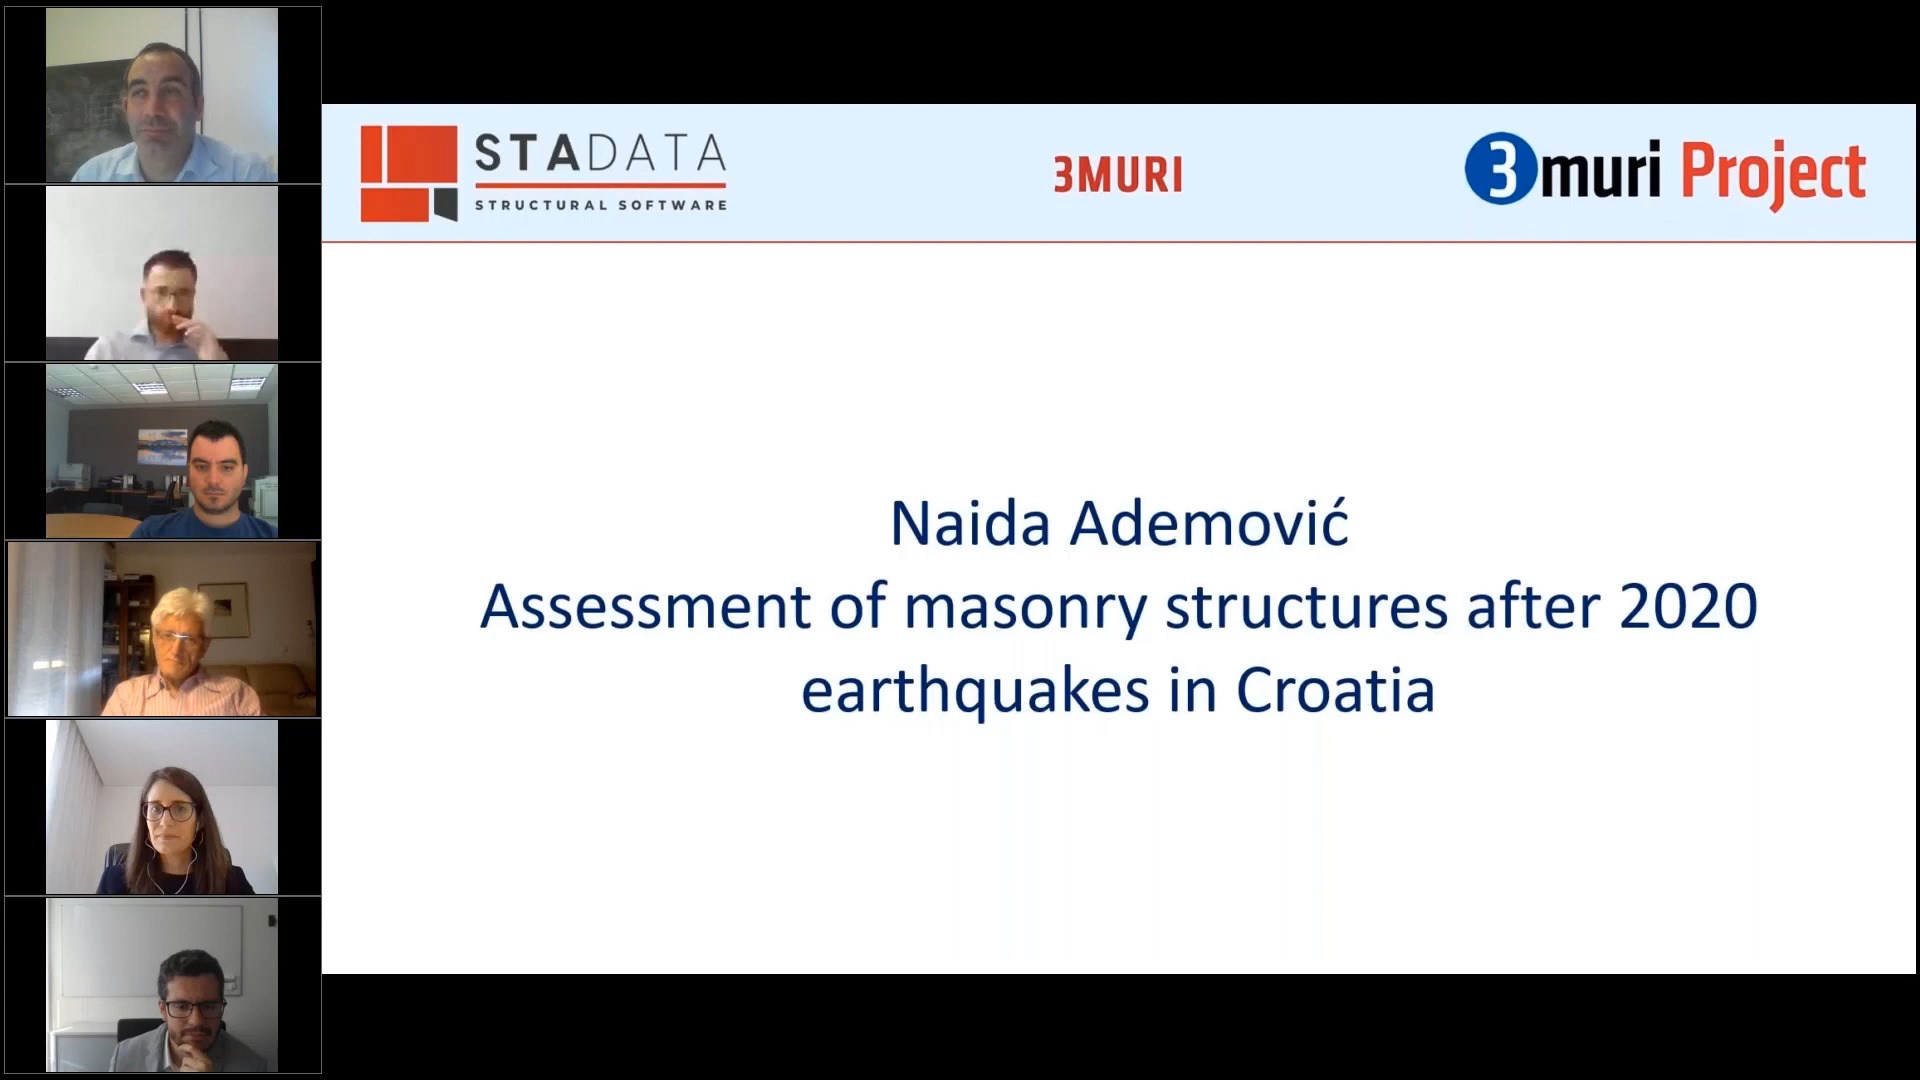 STADATA
STRUCTURAL SOFTWARE
3MURI
3muri Project
Naida Ademović
Assessment of masonry structures after 2020
earthquakes in Croatia